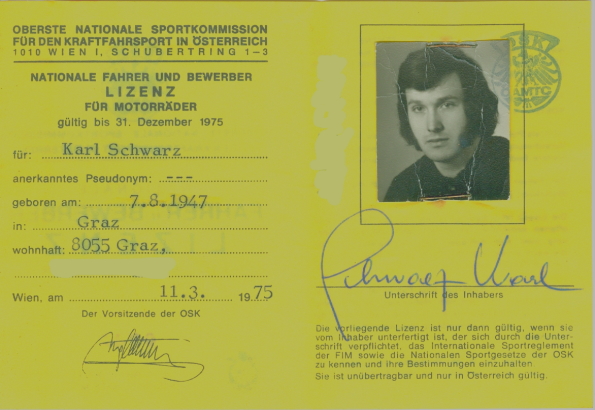 OBERSTE NATIONALE SPORTKOMMISSION
FÜR DEN KRAFTFAHRSPORT IN ÖSTERREICH
1010 WIEN I, SCHUBERTRING 1–3
NATIONALE FAHRER UND BEWERBER
LIZENZ
FÜR MOTORRÄDER
gültig bis 31. Dezember 1975
für: Karl Schwarz
anerkanntes Pseudonym: ---
geboren am: 7.8.1947
in: Graz
wohnhaft: 8055 Graz,
Wien, am 11.3. 1975
Der Vorsitzende der OSK
OSK
ÖAMTC
Schwarz Karl
Unterschrift des Inhabers
Die vorliegende Lizenz ist nur dann gültig, wenn sie
vom Inhaber unterfertigt ist, der sich durch die Unter-
schrift verpflichtet, das Internationale Sportreglement
der FIM sowie die Nationalen Sportgesetze der OSK
zu kennen und ihre Bestimmungen einzuhalten.
Sie ist unübertragbar und nur in Österreich gültig.